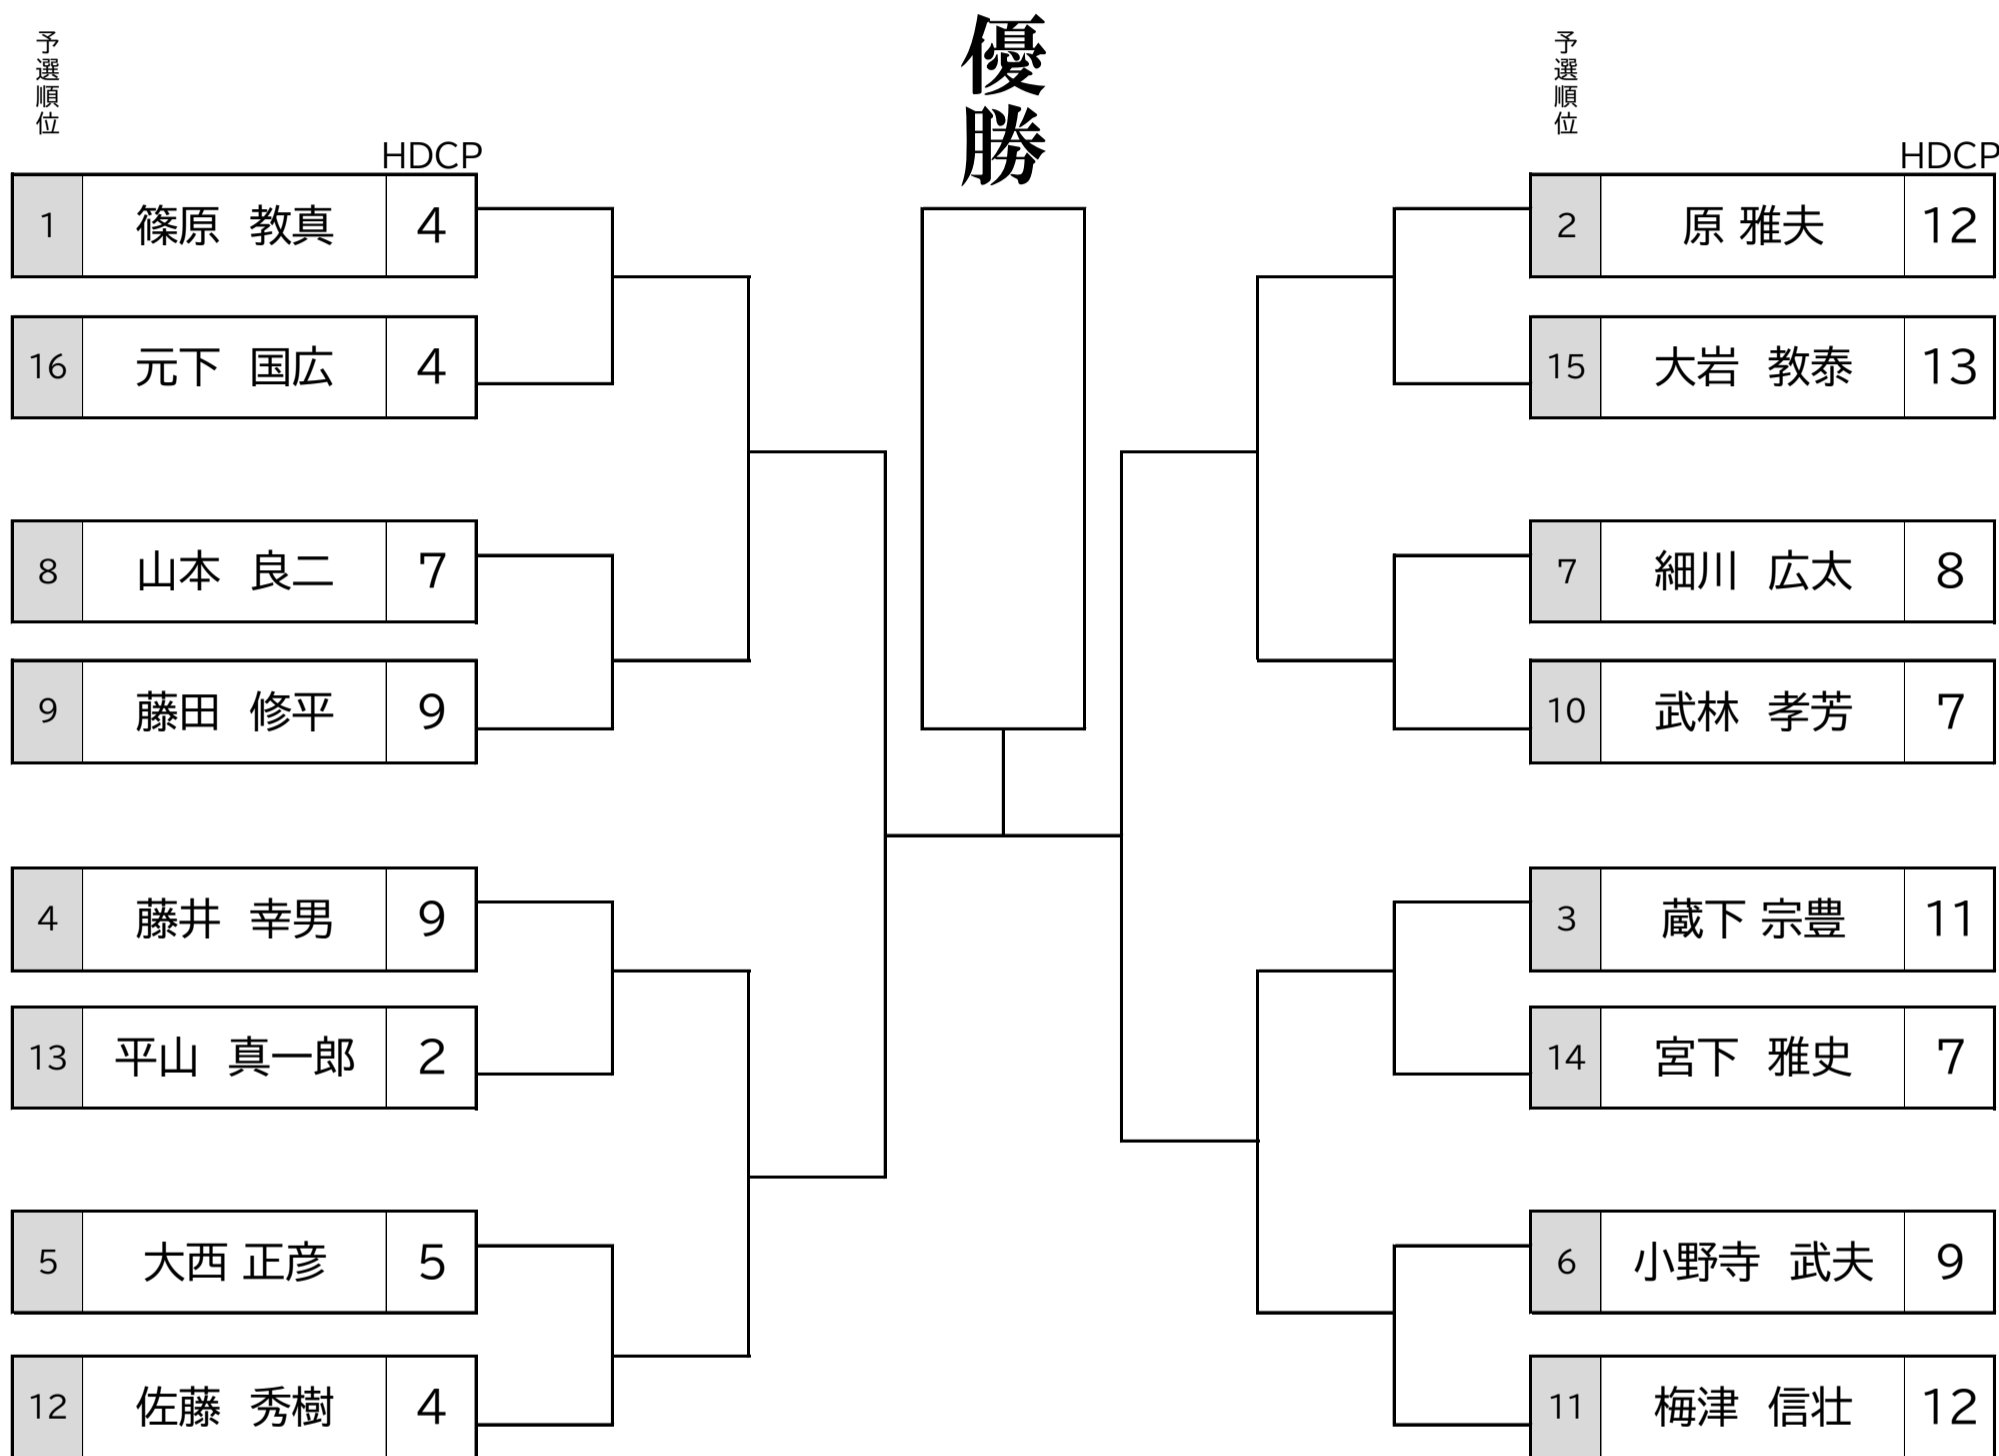 優勝
予選順位
HDCP
1 篠原 教真 4
16 元下 国広 4
8 山本 良二 7
9 藤田 修平 9
4 藤井 幸男 9
13 平山 真一郎 2
5 大西 正彦 5
12 佐藤 秀樹 4
予選順位
HDCP
2 原 雅夫 12
15 大岩 教泰 13
7 細川 広太 8
10 武林 孝芳 7
3 蔵下 宗豊 11
14 宮下 雅史 7
6 小野寺 武夫 9
11 梅津 信壮 12